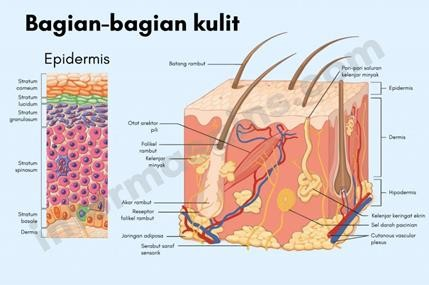 Bagian-bagian kulit
Epidermis
Stratum
corneum
Stratum
lucidum
Stratum
granulosum
Stratum
spinosum
Stratum
basale
Dermis
Batang rambut
Otot arektor
pili
Folikel
rambut
Kelenjar
minyak
Akar rambut
Reseptor
folikel rambut
Jaringan adiposa
Serabut saraf
sensorik
Pori-pori saluran
kelenjar minyak
Epidermis
Dermis
Hipodermis
Kelenjar keringat ekrin
Sel darah pacinian
Cutanous vascular
plexus